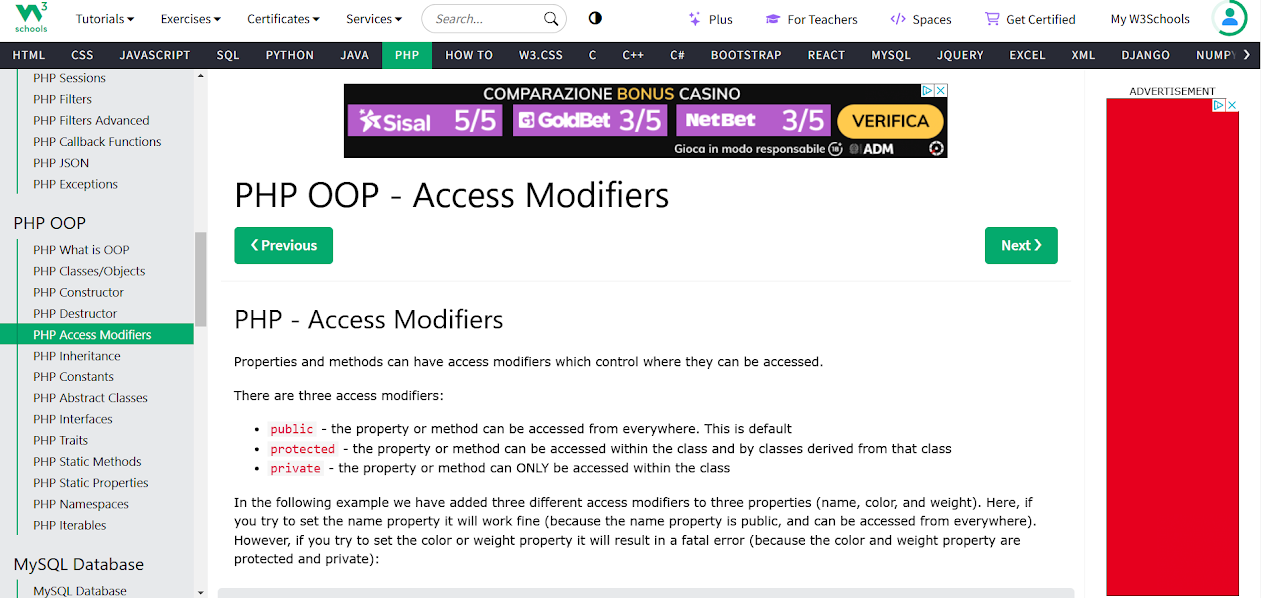 W3 schools
Tutorials Exercises Certificates Services Search... Plus For Teachers Spaces Get Certified My W3Schools
HTML CSS JAVASCRIPT SQL PYTHON JAVA PHP HOW TO W3.CSS C C++ C# BOOTSTRAP REACT MYSQL JQUERY EXCEL XML DJANGO NUMPY
PHP Sessions
PHP Filters
PHP Filters Advanced
PHP Callback Functions
PHP JSON
PHP Exceptions
PHP OOP
PHP What is OOP
PHP Classes/Objects
PHP Constructor
PHP Destructor
PHP Access Modifiers
PHP Inheritance
PHP Constants
PHP Abstract Classes
PHP Interfaces
PHP Traits
PHP Static Methods
PHP Static Properties
PHP Namespaces
PHP Iterables
MySQL Database
MySQL Database
COMPARAZIONE BONUS CASINO
Sisal 5/5 GoldBet 3/5 NetBet 3/5 VERIFICA
Gioca in modo responsabile 18 ADM
PHP OOP - Access Modifiers
❮ Previous Next ❯
PHP - Access Modifiers
Properties and methods can have access modifiers which control where they can be accessed.
There are three access modifiers:
• public - the property or method can be accessed from everywhere. This is default
• protected - the property or method can be accessed within the class and by classes derived from that class
• private - the property or method can ONLY be accessed within the class
In the following example we have added three different access modifiers to three properties (name, color, and weight). Here, if
you try to set the name property it will work fine (because the name property is public, and can be accessed from everywhere).
However, if you try to set the color or weight property it will result in a fatal error (because the color and weight property are
protected and private):
ADVERTISEMENT